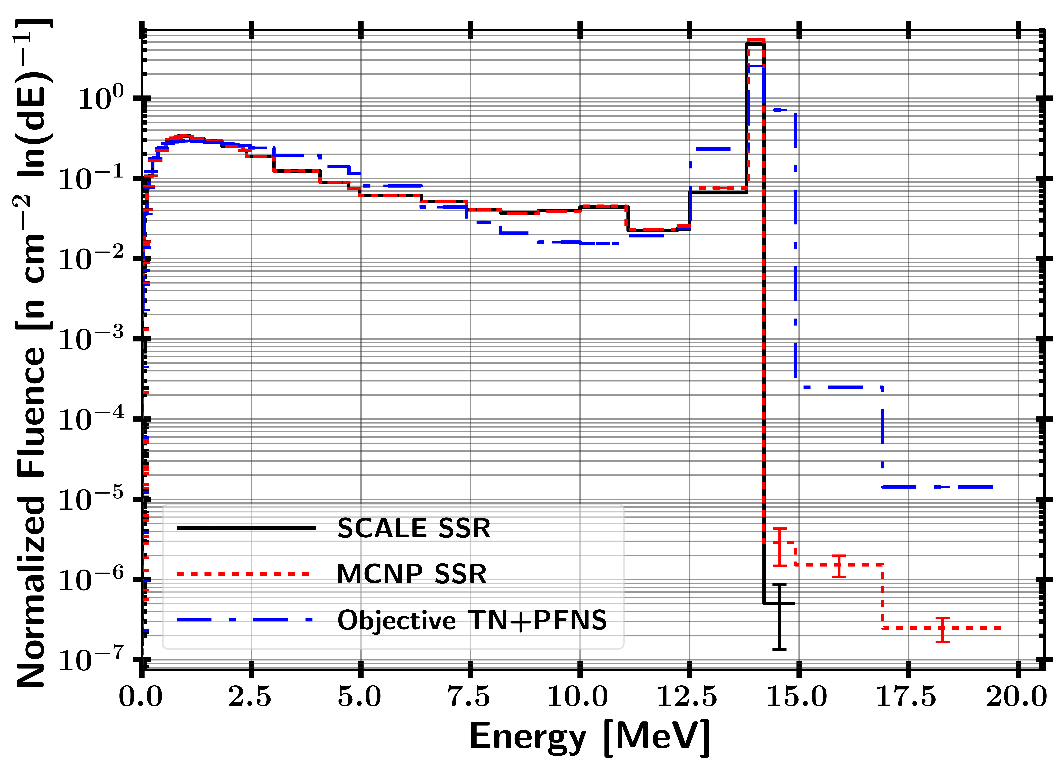 Normalized Fluence [n cm⁻² ln(dE)⁻¹]
10⁰
10⁻¹
10⁻²
10⁻³
10⁻⁴
10⁻⁵
10⁻⁶
10⁻⁷
SCALE SSR
MCNP SSR
Objective TN+PFNS
0.0 2.5 5.0 7.5 10.0 12.5 15.0 17.5 20.0
Energy [MeV]